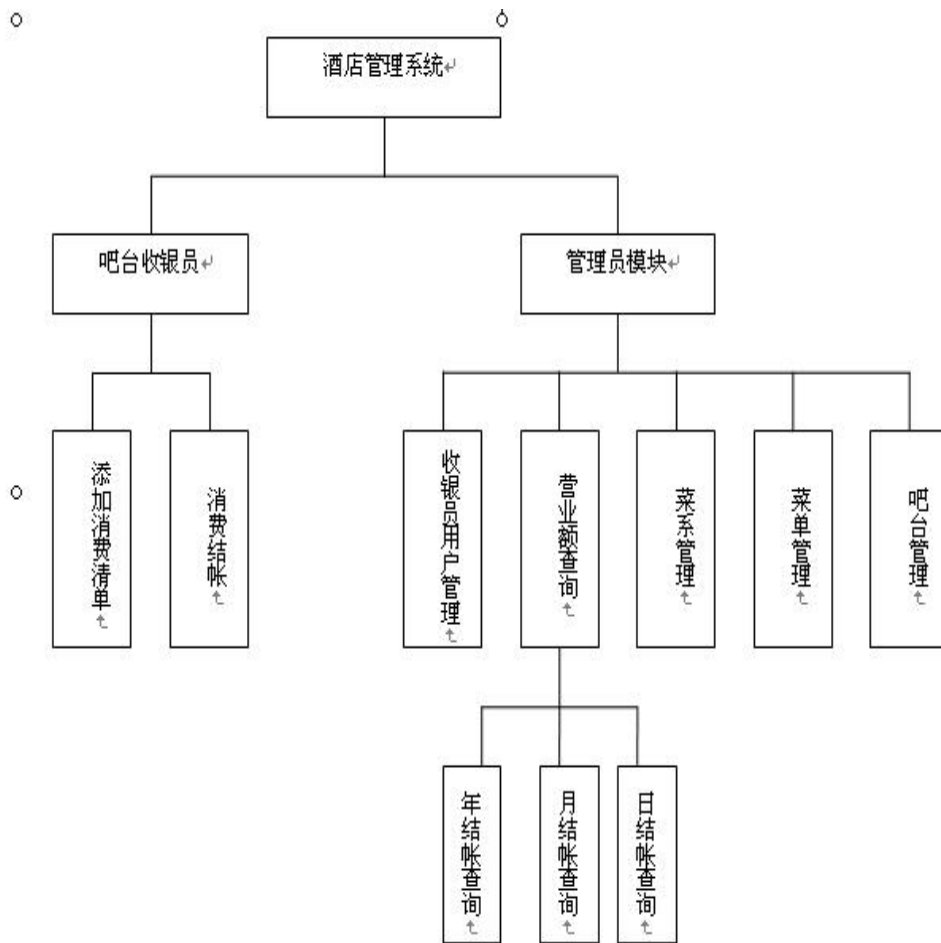 酒店管理系统
吧台收银员
管理员模块
添加消费清单
消费结帐
收银员用户管理
营业额查询
菜系管理
菜单管理
吧台管理
年结帐查询
月结帐查询
日结帐查询